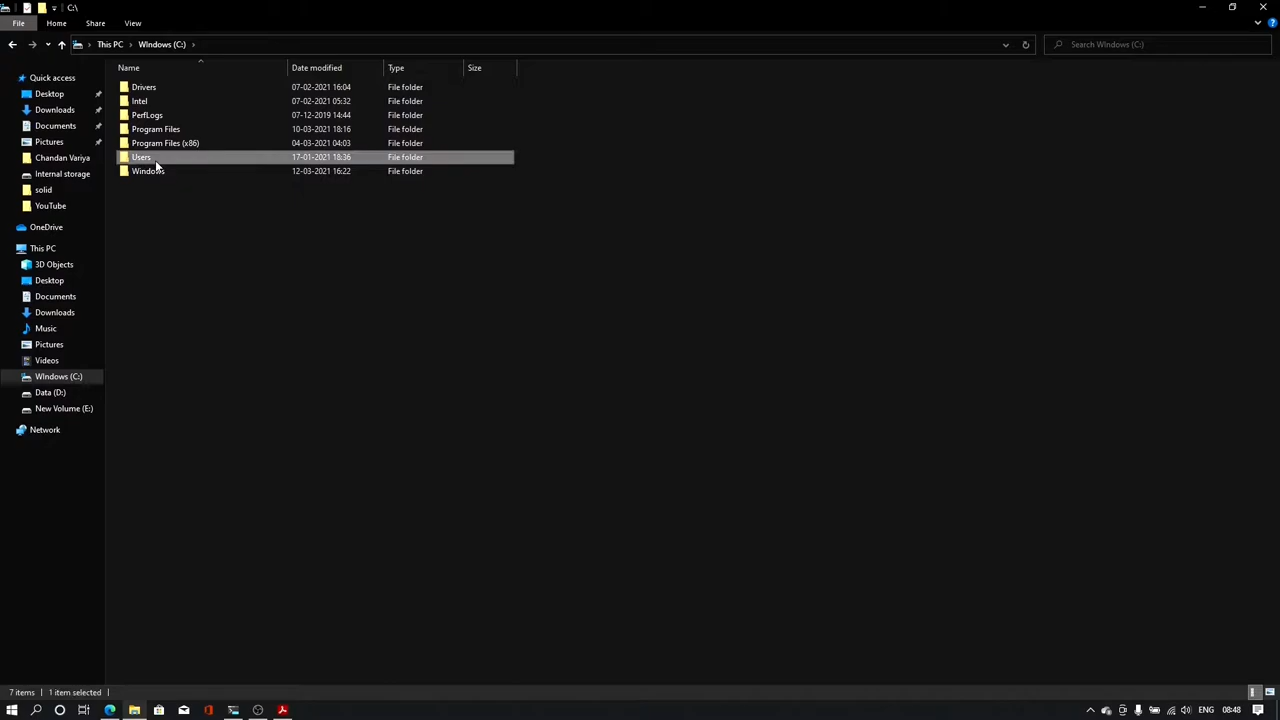 C:\
File Home Share View
This PC Windows (C:)
Search Windows (C:)
Name Date modified Type Size
Drivers 07-02-2021 16:04 File folder
Intel 07-02-2021 05:32 File folder
PerfLogs 07-12-2019 14:44 File folder
Program Files 10-03-2021 18:16 File folder
Program Files (x86) 04-03-2021 04:03 File folder
Users 17-01-2021 18:36 File folder
Windows 12-03-2021 16:22 File folder
Quick access
Desktop
Downloads
Documents
Pictures
Chandan Variya
Internal storage
solid
YouTube
OneDrive
This PC
3D Objects
Desktop
Documents
Downloads
Music
Pictures
Videos
Windows (C:)
Data (D:)
New Volume (E:)
Network
7 items 1 item selected
ENG 08:48